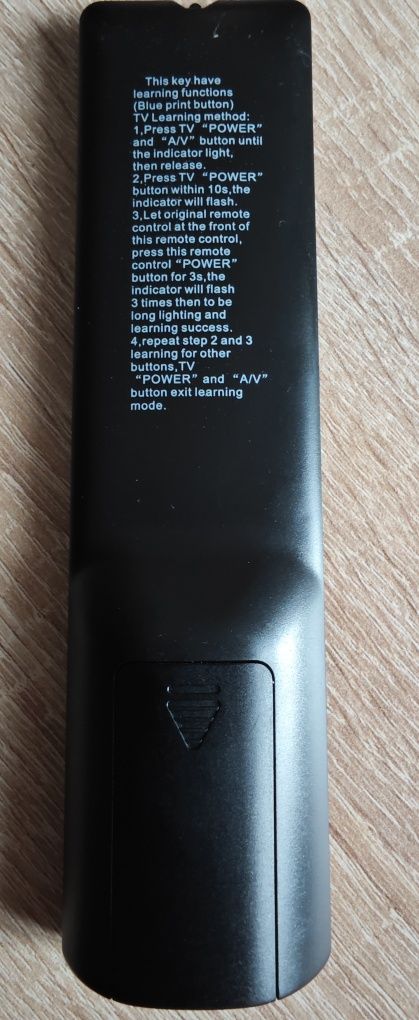 This key have
learning functions
(Blue print button)
TV Learning method:
1,Press TV “POWER”
and “A/V” button until
the indicator light,
then release.
2,Press TV “POWER”
button within 10s,the
indicator will flash.
3,Let original remote
control at the front of
this remote control,
press this remote
control “POWER”
button for 3s,the
indicator will flash
3 times then to be
long lighting and
learning success.
4,repeat step 2 and 3
learning for other
buttons,TV
“POWER” and “A/V”
button exit learning
mode.